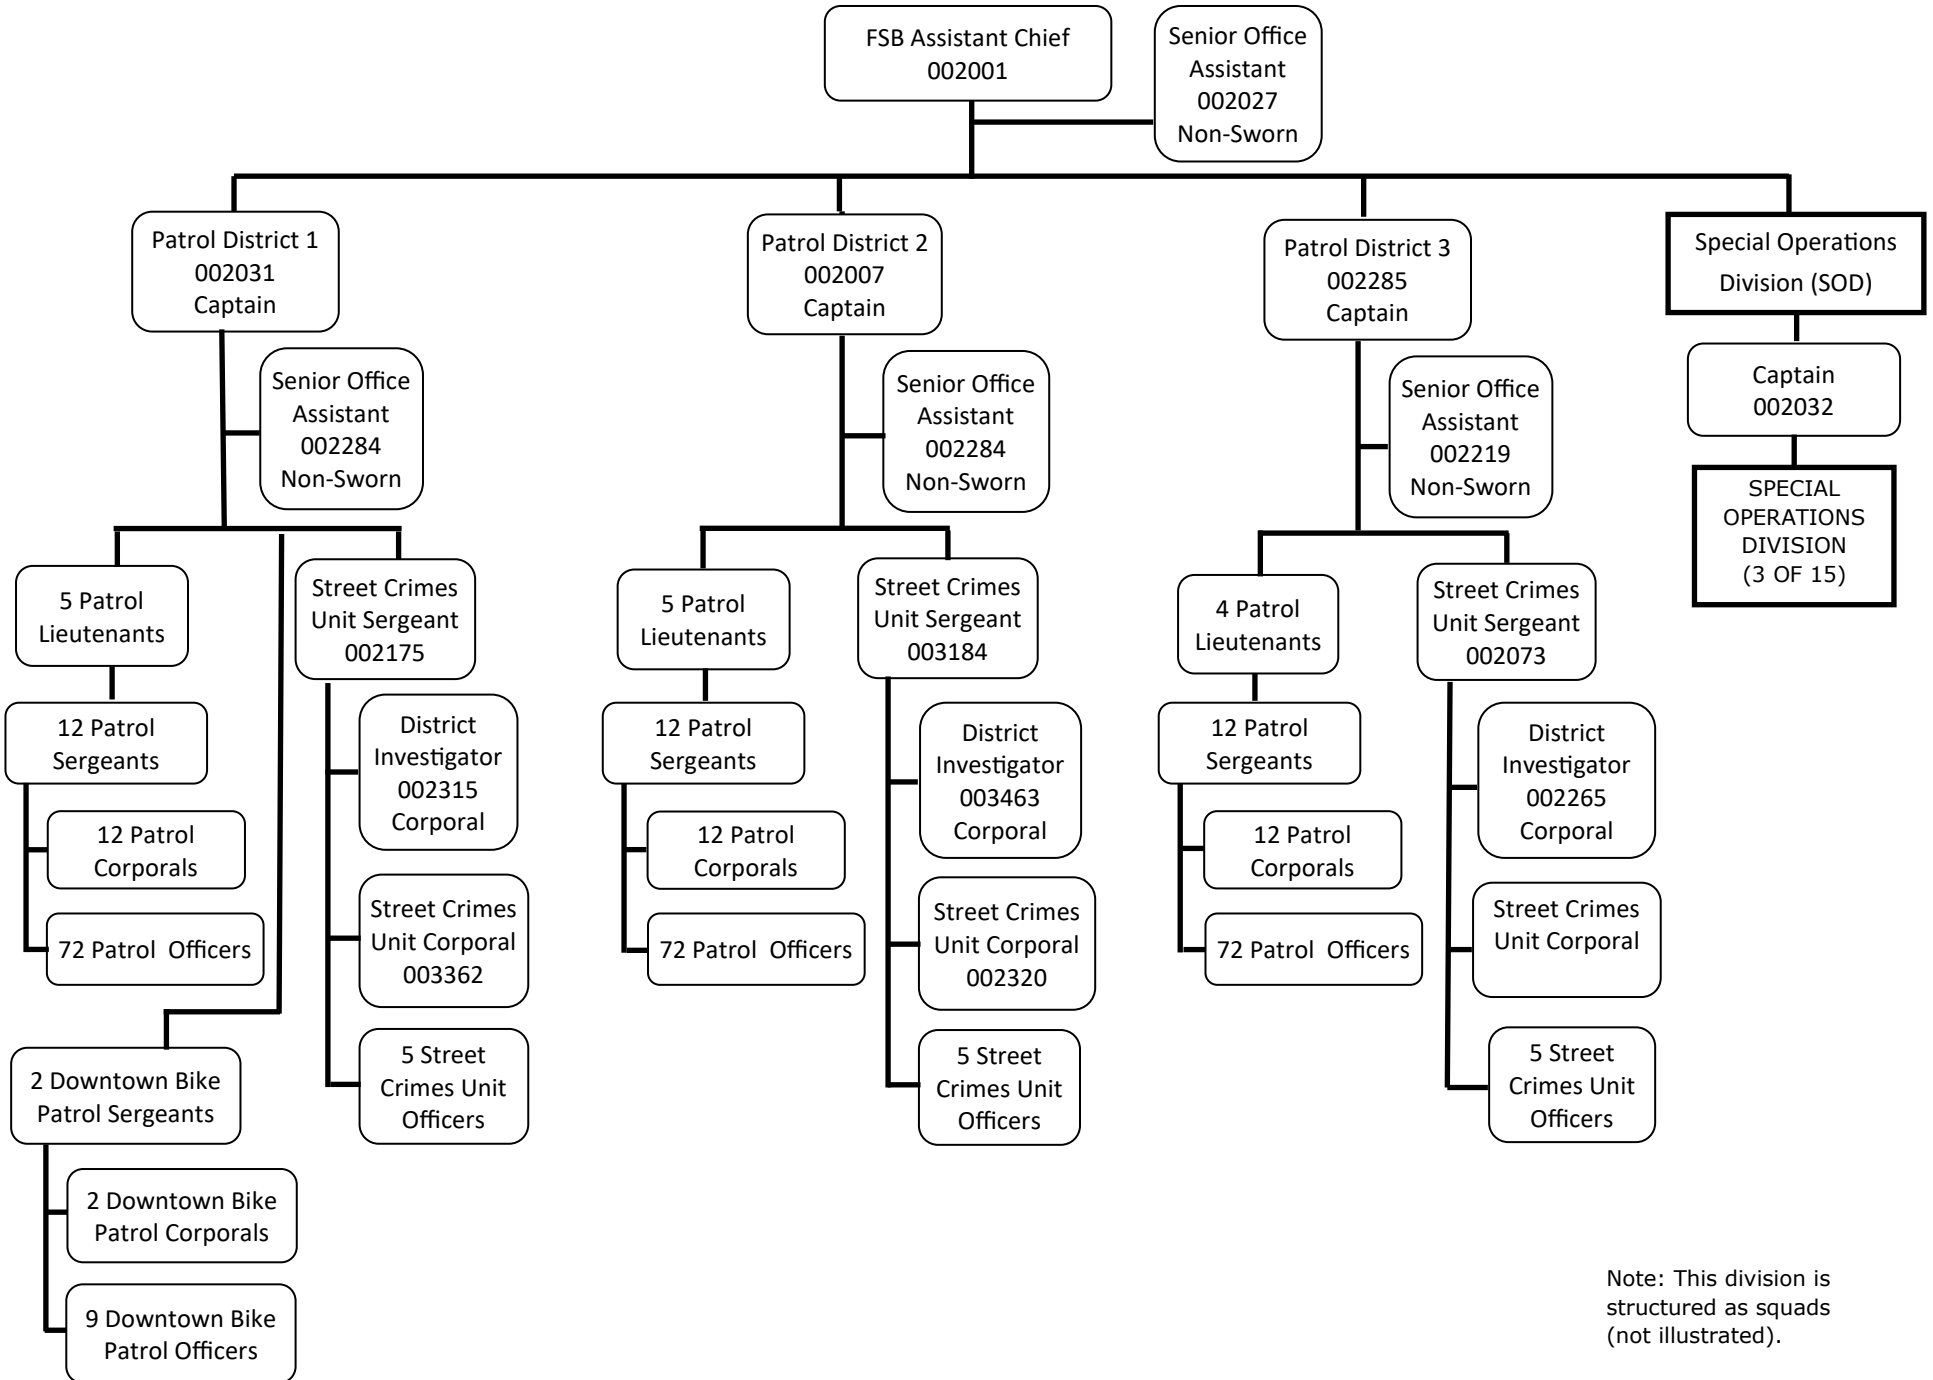 FSB Assistant Chief
002001
Senior Office
Assistant
002027
Non-Sworn
Patrol District 1
002031
Captain
Senior Office
Assistant
002284
Non-Sworn
5 Patrol
Lieutenants
12 Patrol
Sergeants
12 Patrol
Corporals
72 Patrol  Officers
Street Crimes
Unit Sergeant
002175
District
Investigator
002315
Corporal
Street Crimes
Unit Corporal
003362
5 Street
Crimes Unit
Officers
2 Downtown Bike
Patrol Sergeants
2 Downtown Bike
Patrol Corporals
9 Downtown Bike
Patrol Officers
Patrol District 2
002007
Captain
Senior Office
Assistant
002284
Non-Sworn
5 Patrol
Lieutenants
12 Patrol
Sergeants
12 Patrol
Corporals
72 Patrol  Officers
Street Crimes
Unit Sergeant
003184
District
Investigator
003463
Corporal
Street Crimes
Unit Corporal
002320
5 Street
Crimes Unit
Officers
Patrol District 3
002285
Captain
Senior Office
Assistant
002219
Non-Sworn
4 Patrol
Lieutenants
12 Patrol
Sergeants
12 Patrol
Corporals
72 Patrol  Officers
Street Crimes
Unit Sergeant
002073
District
Investigator
002265
Corporal
Street Crimes
Unit Corporal
5 Street
Crimes Unit
Officers
Special Operations
Division (SOD)
Captain
002032
SPECIAL
OPERATIONS
DIVISION
(3 OF 15)
Note: This division is
structured as squads
(not illustrated).